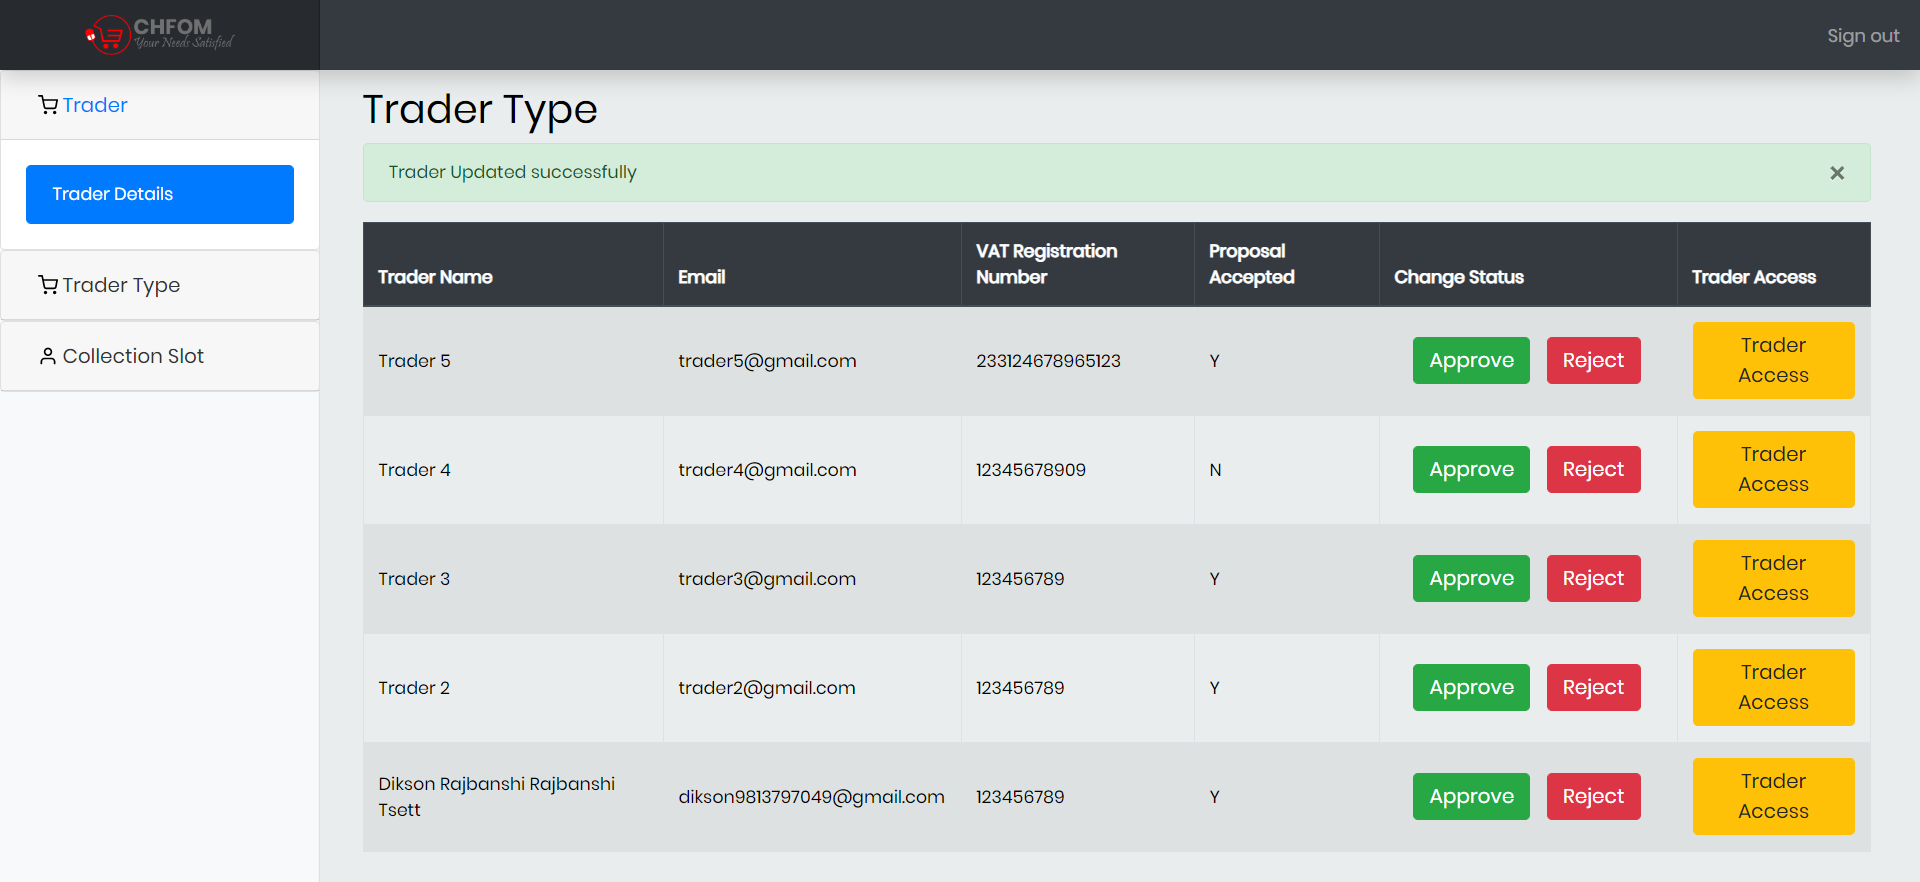 CHFOM
Your Needs Satisfied
Sign out
Trader
Trader Details
Trader Type
Collection Slot
Trader Type
Trader Updated successfully
×
Trader Name
Email
VAT Registration
Number
Proposal
Accepted
Change Status
Trader Access
Trader 5
trader5@gmail.com
233124678965123
Y
Approve
Reject
Trader
Access
Trader 4
trader4@gmail.com
12345678909
N
Approve
Reject
Trader
Access
Trader 3
trader3@gmail.com
123456789
Y
Approve
Reject
Trader
Access
Trader 2
trader2@gmail.com
123456789
Y
Approve
Reject
Trader
Access
Dikson Rajbanshi Rajbanshi
Tsett
dikson9813797049@gmail.com
123456789
Y
Approve
Reject
Trader
Access